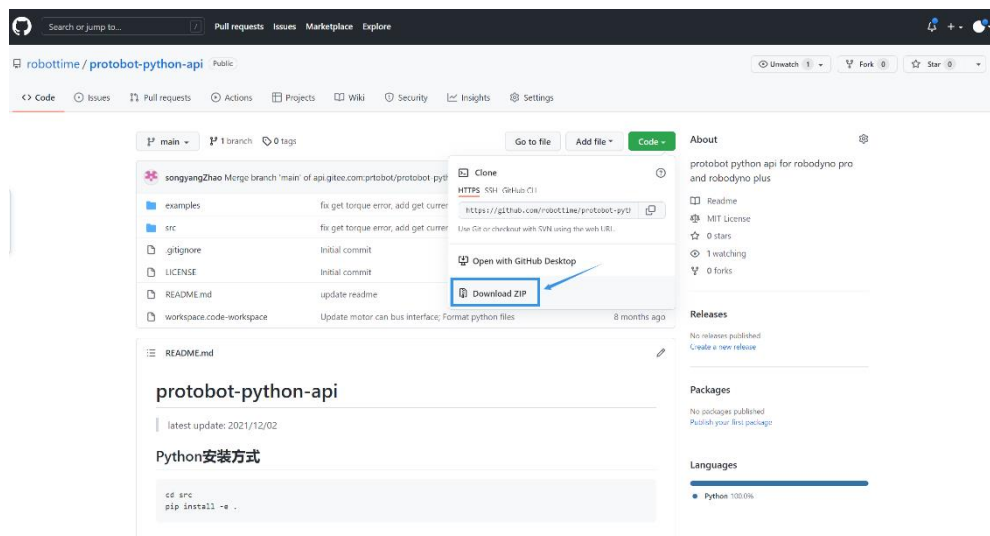 Search or jump to... / Pull requests Issues Marketplace Explore
robottime / protobot-python-api Public
Unwatch 1 Fork 0 Star 0
Code Issues Pull requests Actions Projects Wiki Security Insights Settings
main 1 branch 0 tags Go to file Add file Code
songyangZhao Merge branch 'main' of api.gitee.com:prtobot/protobot-pyt
examples fix get torque error, add get curren
src fix get torque error, add get curren
.gitignore Initial commit
LICENSE Initial commit
README.md update readme
workspace.code-workspace Update motor can bus interface; Format python files 8 months ago
Clone
HTTPS SSH GitHub CLI
https://github.com/robottime/protobot-pyth
Use Git or checkout with SVN using the web URL.
Open with GitHub Desktop
Download ZIP
README.md
protobot-python-api
latest update: 2021/12/02
Python安装方式
cd src
pip install -e .
About
protobot python api for robodyno pro
and robodyno plus
Readme
MIT License
0 stars
1 watching
0 forks
Releases
No releases published
Create a new release
Packages
No packages published
Publish your first package
Languages
Python 100.0%